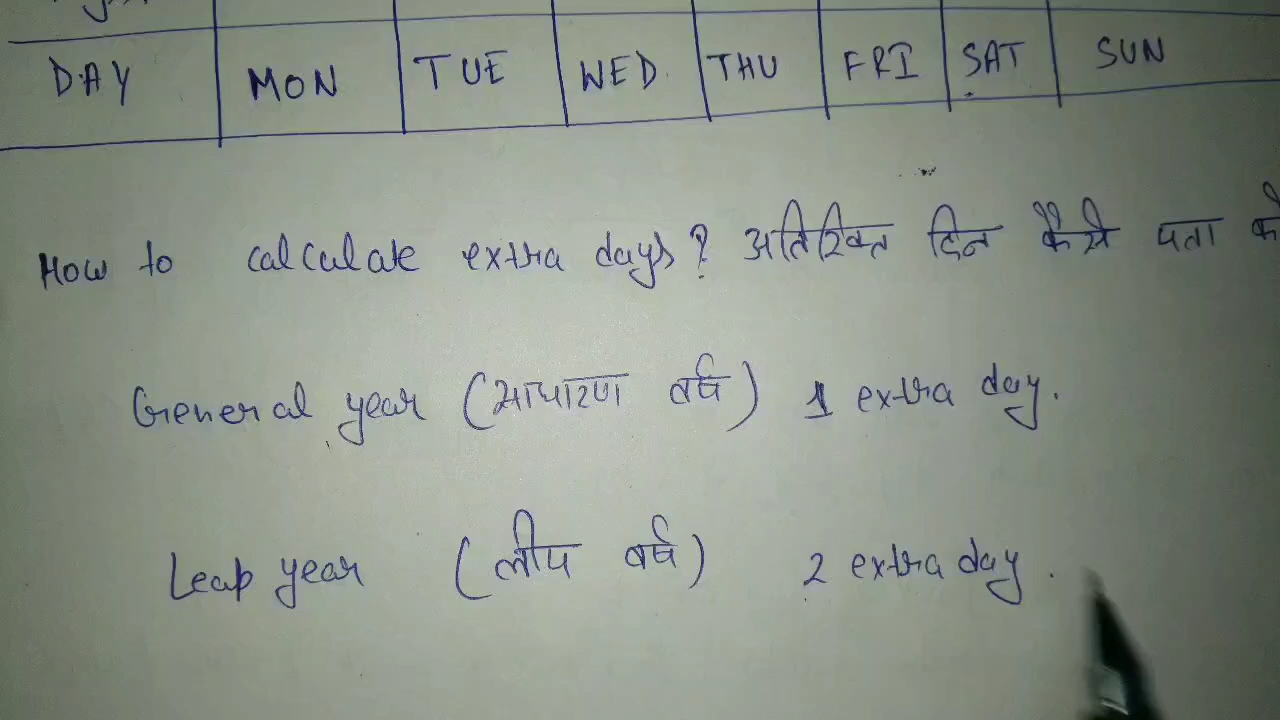 DAY MON TUE WED THU FRI SAT SUN
How to calculate extra days? अतिरिक्त दिन कैसे पता
General year (साधारण वर्ष) 1 extra day.
Leap year (लीप वर्ष) 2 extra day.